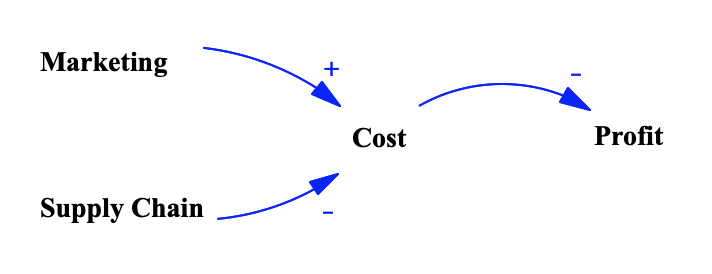 Marketing
+
-
Cost
Profit
Supply Chain
-